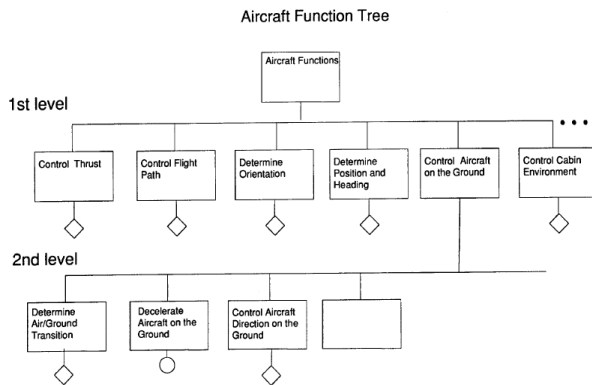 Aircraft Function Tree
Aircraft Functions
1st level
Control Thrust
Control Flight
Path
Determine
Orientation
Determine
Position and
Heading
Control Aircraft
on the Ground
Control Cabin
Environment
2nd level
Determine
Air/Ground
Transition
Decelerate
Aircraft on the
Ground
Control Aircraft
Direction on the
Ground